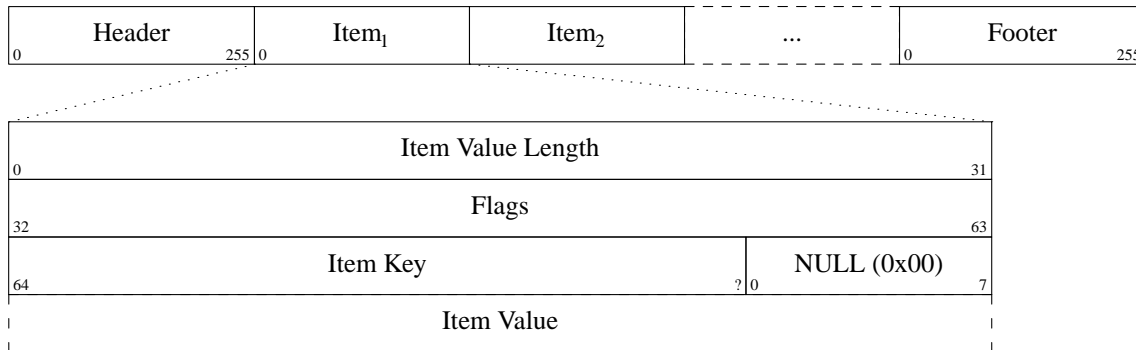 Header Item1 Item2 ... Footer
0 255 0 0 255
Item Value Length
0 31
Flags
32 63
Item Key NULL (0x00)
64 ? 0 7
Item Value